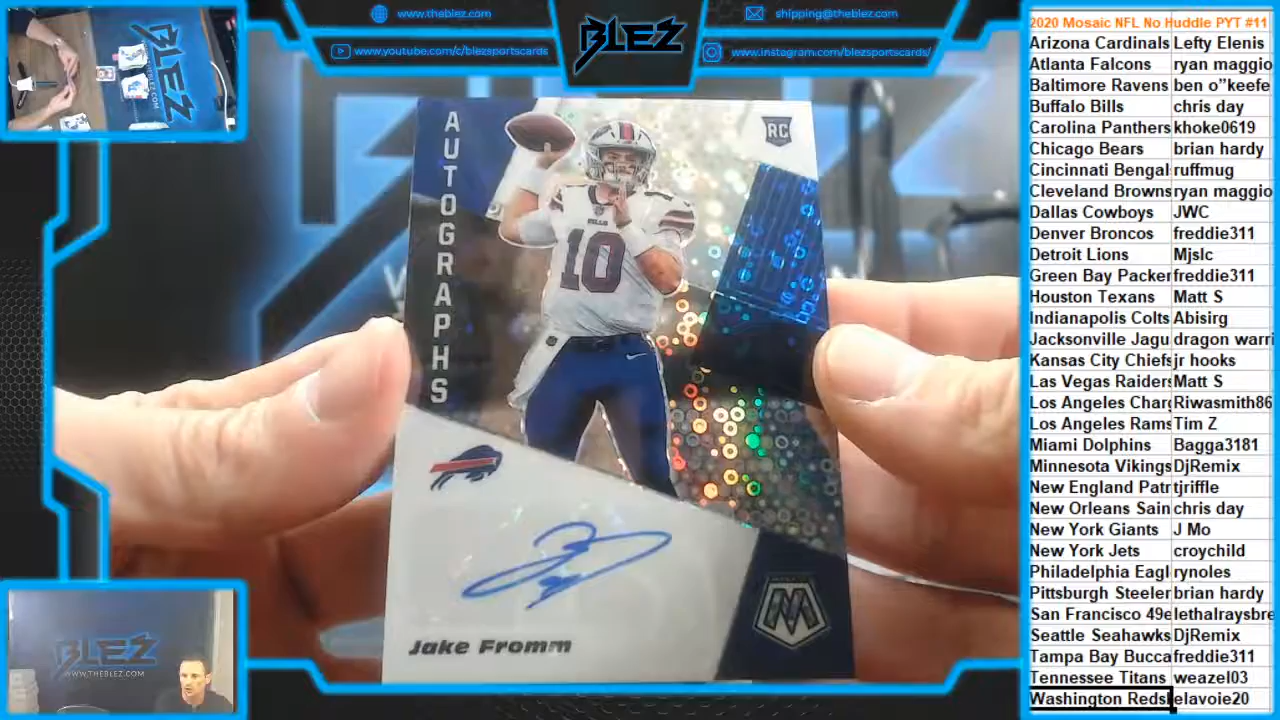 www.theblez.com
shipping@theblez.com
www.youtube.com/c/blezsportscards
www.instagram.com/blezsportscards/
BLEZ
2020 Mosaic NFL No Huddle PYT #11
Arizona Cardinals Lefty Elenis
Atlanta Falcons ryan maggio
Baltimore Ravens ben o"keefe
Buffalo Bills chris day
Carolina Panthers khoke0619
Chicago Bears brian hardy
Cincinnati Bengal ruffmug
Cleveland Browns ryan maggio
Dallas Cowboys JWC
Denver Broncos freddie311
Detroit Lions Mjslc
Green Bay Packer freddie311
Houston Texans Matt S
Indianapolis Colts Abisirg
Jacksonville Jagu dragon warri
Kansas City Chiefs jr hooks
Las Vegas Raiders Matt S
Los Angeles Charg Riwasmith86
Los Angeles Rams Tim Z
Miami Dolphins Bagga3181
Minnesota Vikings DjRemix
New England Patr tjriffle
New Orleans Sain chris day
New York Giants J Mo
New York Jets croychild
Philadelphia Eagl rynoles
Pittsburgh Steeler brian hardy
San Francisco 49e lethalraysbre
Seattle Seahawks DjRemix
Tampa Bay Bucca freddie311
Tennessee Titans weazel03
Washington Redsk elavoie20
AUTOGRAPHS
RC
BILLS
10
Jake Fromm
MOSAIC
BLEZ
BLEZ.COM
BLEZ
WWW.THEBLEZ.COM